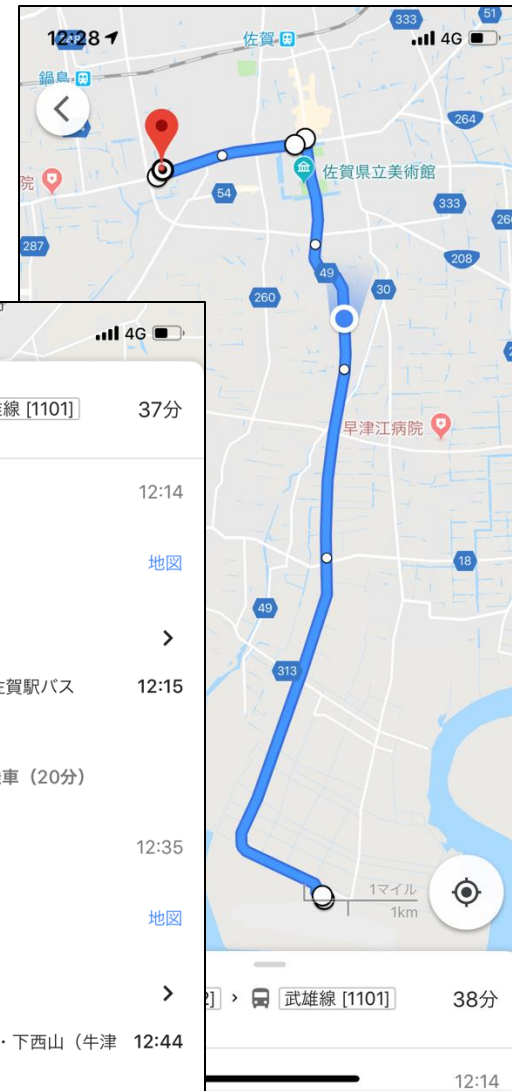 12:28
4G
佐賀
鍋島
333
51
264
院
佐賀県立美術館
54
333
287
49
208
260
30
早津江病院
18
49
313
1マイル
1km
武雄線 [1101]
38分
12:14
4G
線 [1101]
37分
12:14
地図
佐賀駅バス
12:15
車（20分）
12:35
地図
・下西山（牛津
12:44